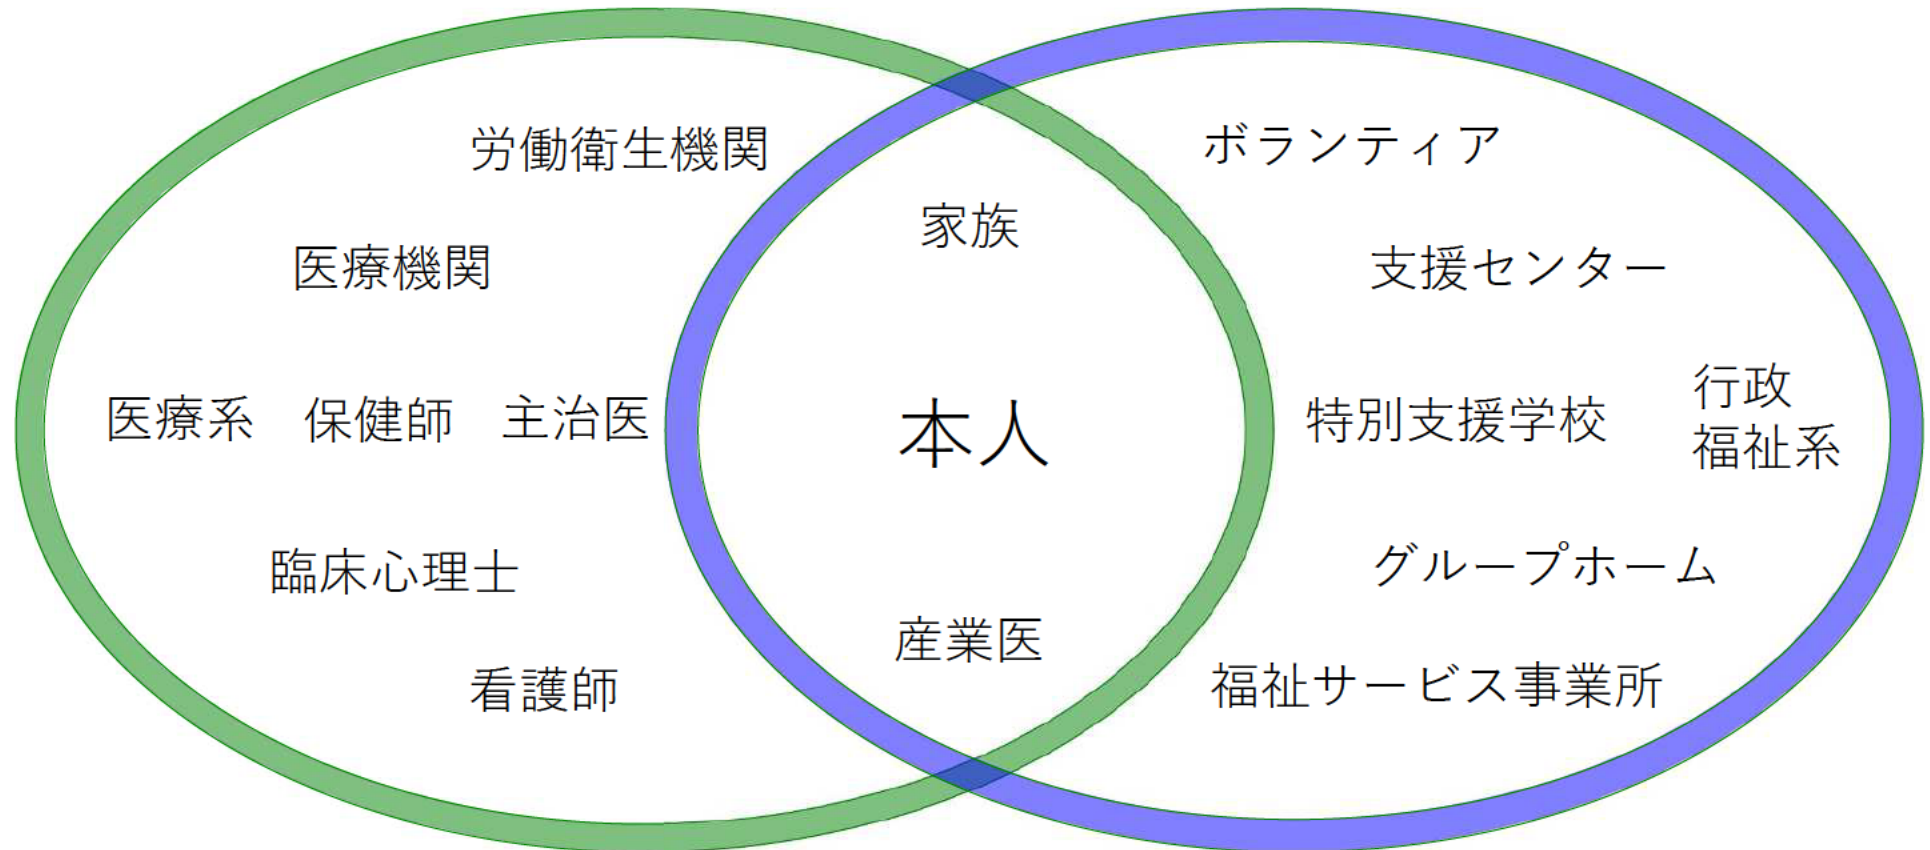 労働衛生機関
ボランティア
家族
医療機関
支援センター
医療系
保健師
主治医
本人
特別支援学校
行政
福祉系
臨床心理士
グループホーム
産業医
看護師
福祉サービス事業所